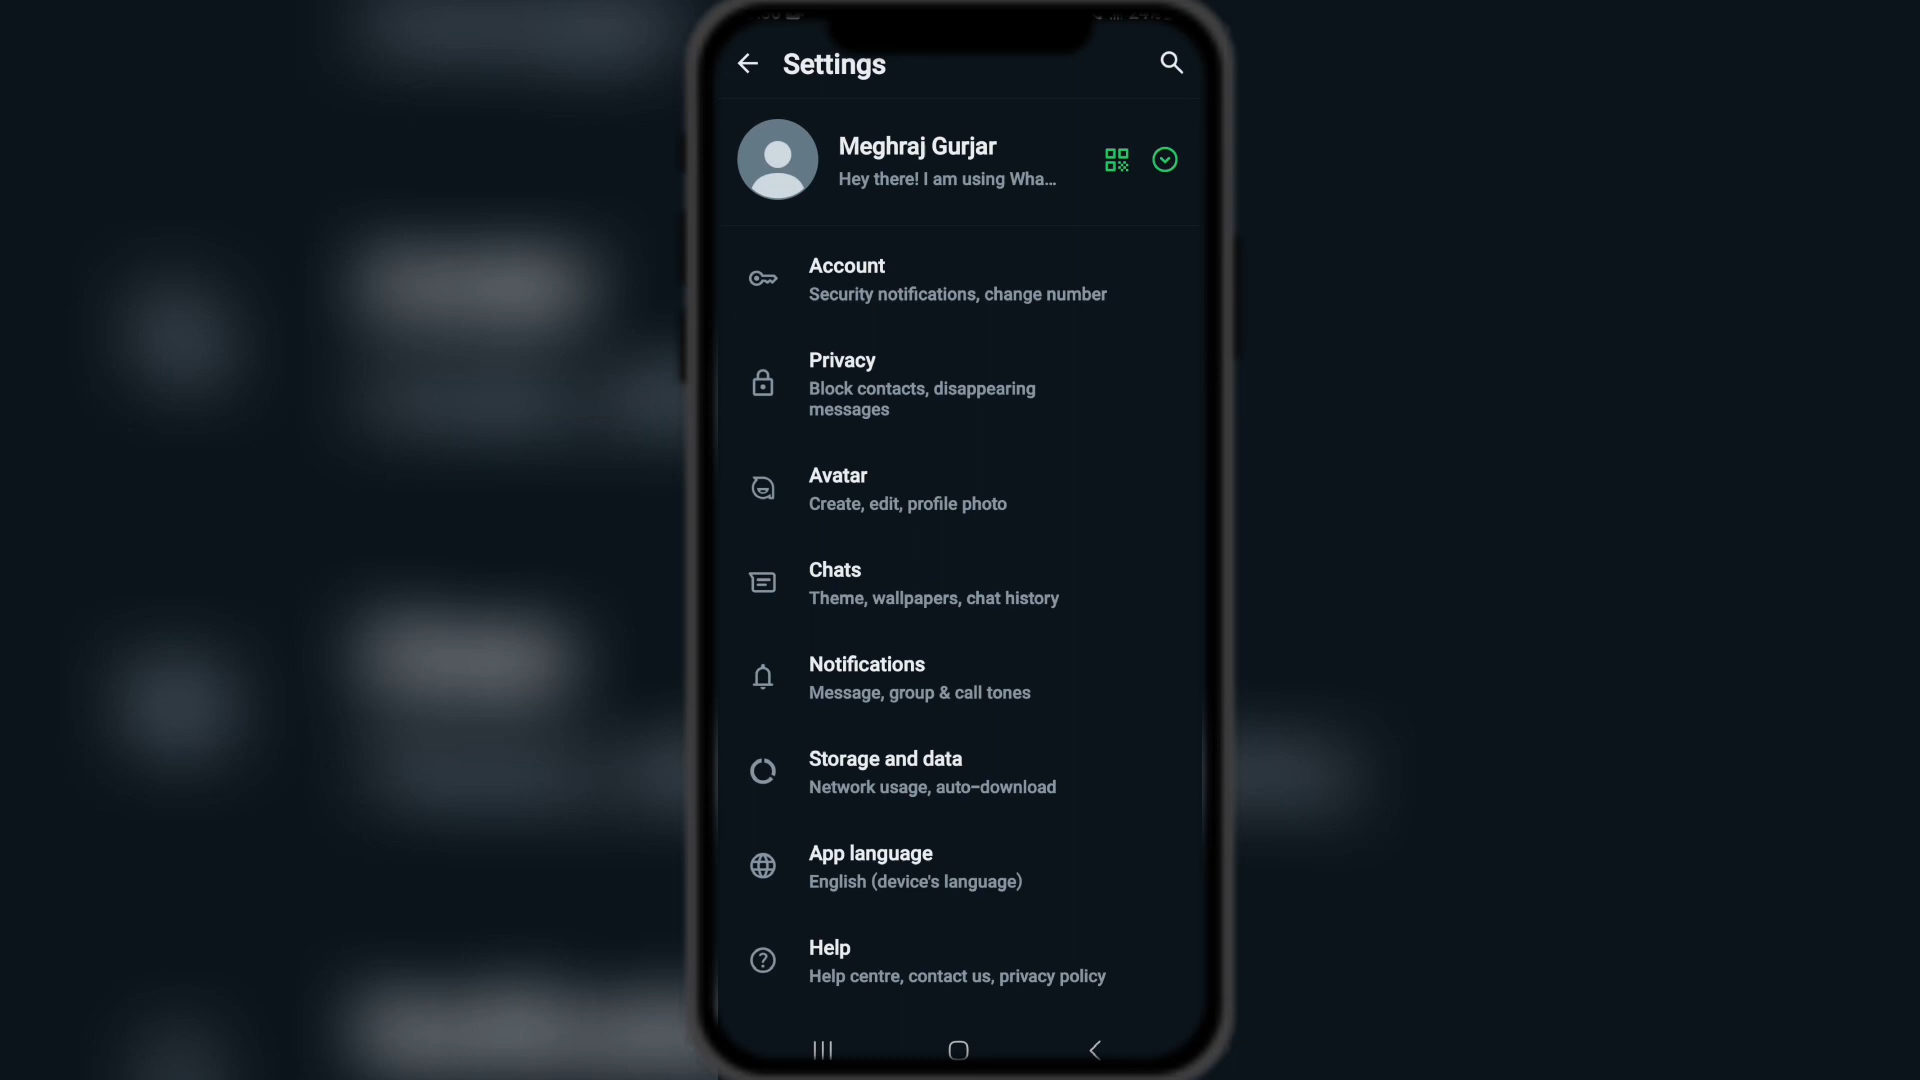 Settings
Meghraj Gurjar
Hey there! I am using Wha...
Account
Security notifications, change number
Privacy
Block contacts, disappearing
messages
Avatar
Create, edit, profile photo
Chats
Theme, wallpapers, chat history
Notifications
Message, group & call tones
Storage and data
Network usage, auto-download
App language
English (device's language)
Help
Help centre, contact us, privacy policy